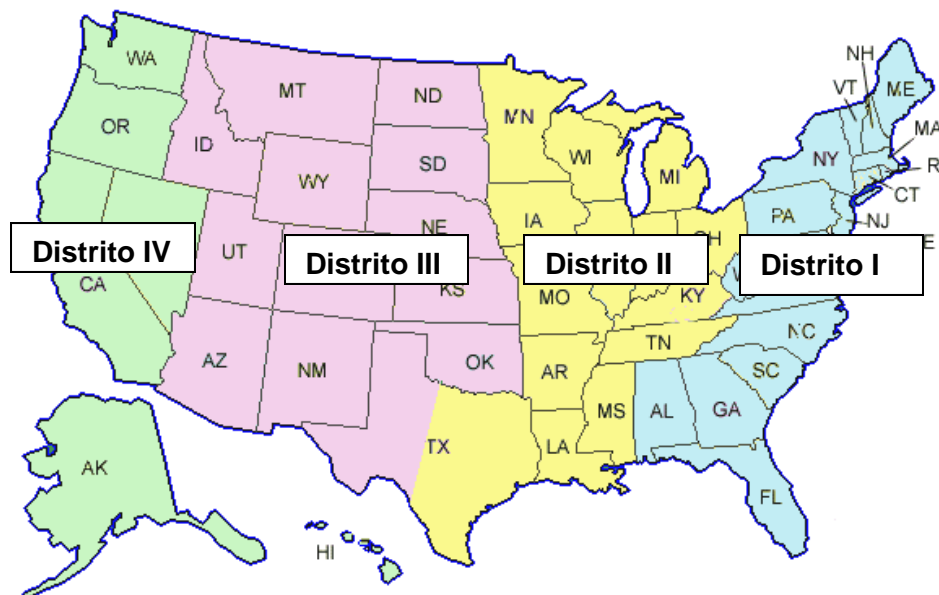 WA
MT
ND
MN
NH
VT
ME
OR
ID
SD
WI
MI
NY
MA
WY
R
CT
IA
PA
NJ
NE
UT
Distrito IV
Distrito III
Distrito II
Distrito I
E
CA
KS
MO
KY
NC
TN
AZ
NM
OK
AR
SC
MS
AL
GA
TX
LA
AK
FL
HI